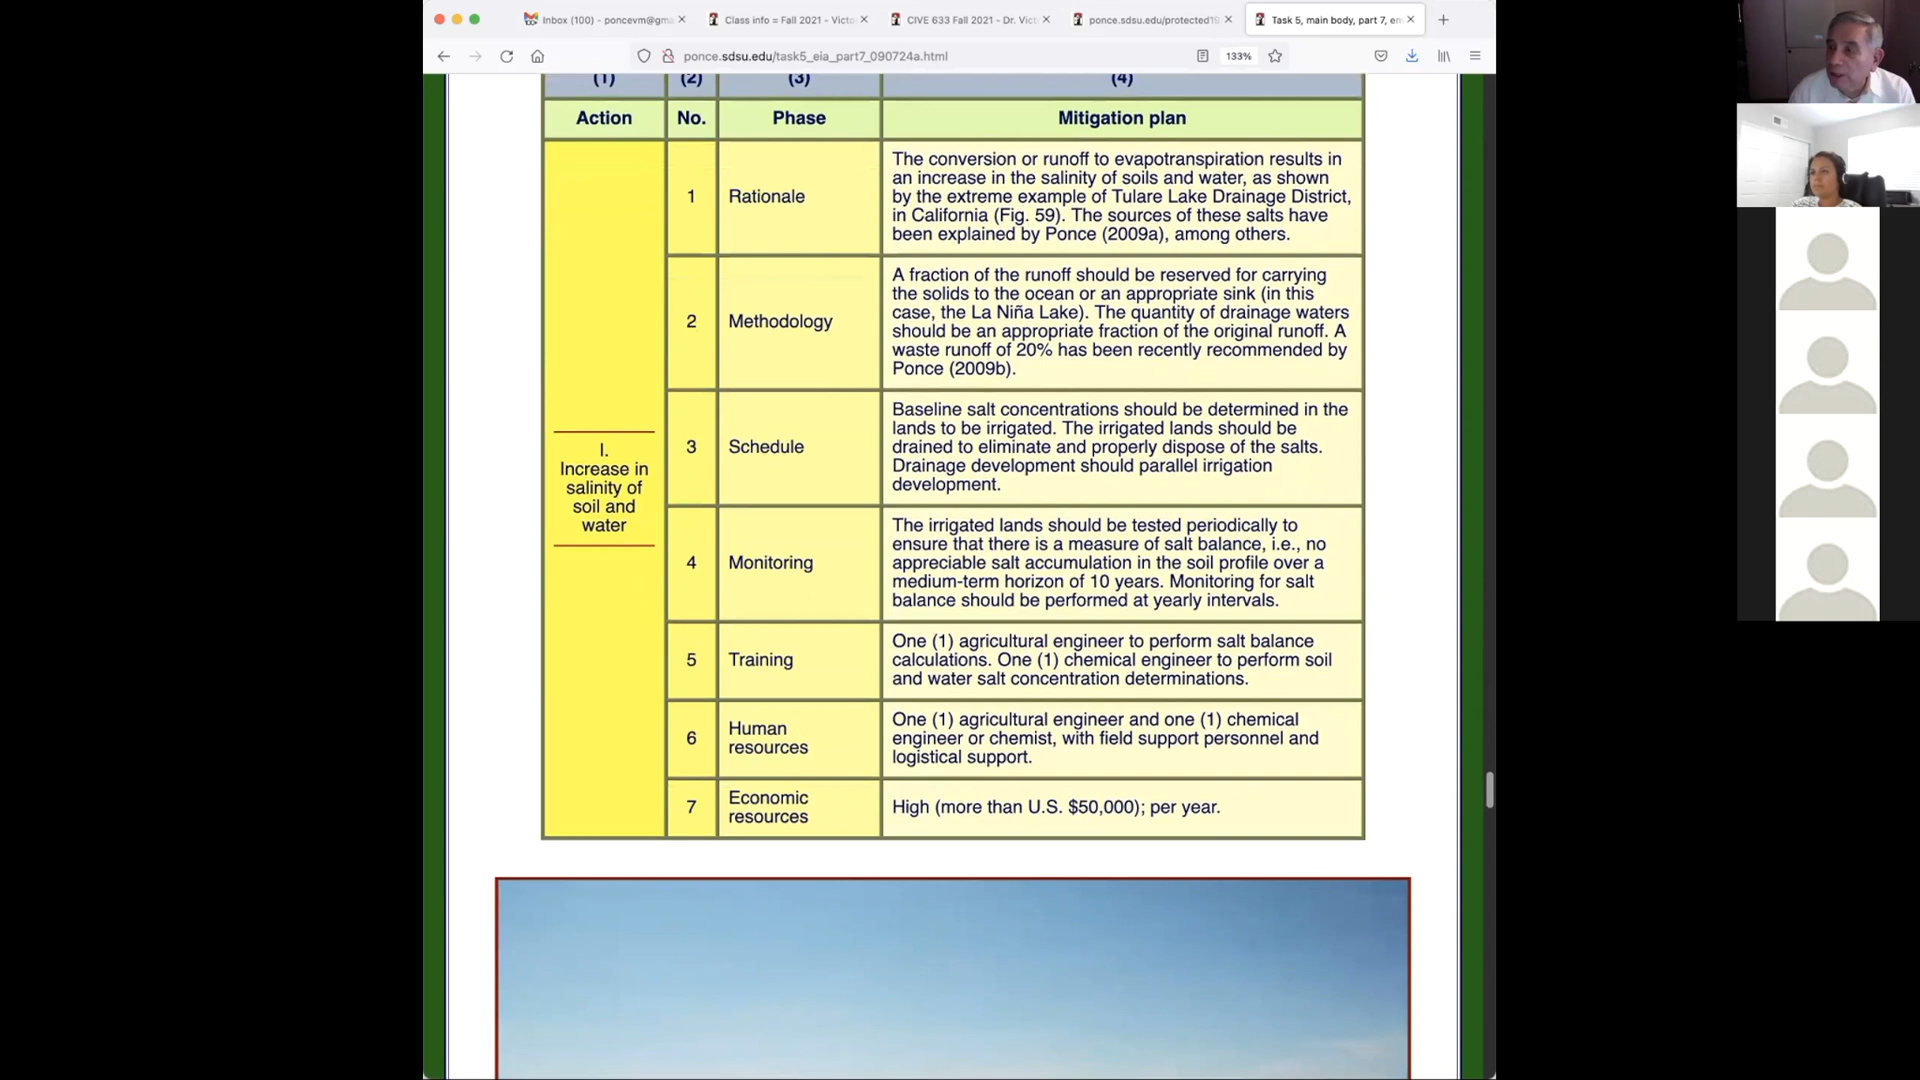 Inbox (100) - poncevm@gm
Class info = Fall 2021 - Victo
CIVE 633 Fall 2021 - Dr. Vict
ponce.sdsu.edu/protected19
Task 5, main body, part 7, en
ponce.sdsu.edu/task5_eia_part7_090724a.html
133%
(1) (2) (3) (4)
Action No. Phase Mitigation plan
I.
Increase in
salinity of
soil and
water
1 Rationale
The conversion or runoff to evapotranspiration results in
an increase in the salinity of soils and water, as shown
by the extreme example of Tulare Lake Drainage District,
in California (Fig. 59). The sources of these salts have
been explained by Ponce (2009a), among others.
2 Methodology
A fraction of the runoff should be reserved for carrying
the solids to the ocean or an appropriate sink (in this
case, the La Niña Lake). The quantity of drainage waters
should be an appropriate fraction of the original runoff. A
waste runoff of 20% has been recently recommended by
Ponce (2009b).
3 Schedule
Baseline salt concentrations should be determined in the
lands to be irrigated. The irrigated lands should be
drained to eliminate and properly dispose of the salts.
Drainage development should parallel irrigation
development.
4 Monitoring
The irrigated lands should be tested periodically to
ensure that there is a measure of salt balance, i.e., no
appreciable salt accumulation in the soil profile over a
medium-term horizon of 10 years. Monitoring for salt
balance should be performed at yearly intervals.
5 Training
One (1) agricultural engineer to perform salt balance
calculations. One (1) chemical engineer to perform soil
and water salt concentration determinations.
6 Human
resources
One (1) agricultural engineer and one (1) chemical
engineer or chemist, with field support personnel and
logistical support.
7 Economic
resources
High (more than U.S. $50,000); per year.